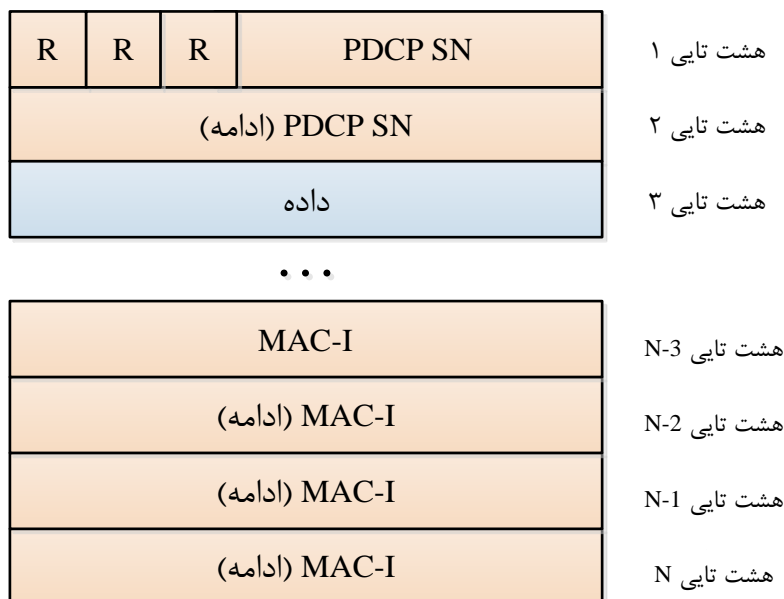 R R R PDCP SN هشت تایی ۱
PDCP SN (ادامه) هشت تایی ۲
داده هشت تایی ۳
...
MAC-I هشت تایی N-3
MAC-I (ادامه) هشت تایی N-2
MAC-I (ادامه) هشت تایی N-1
MAC-I (ادامه) هشت تایی N